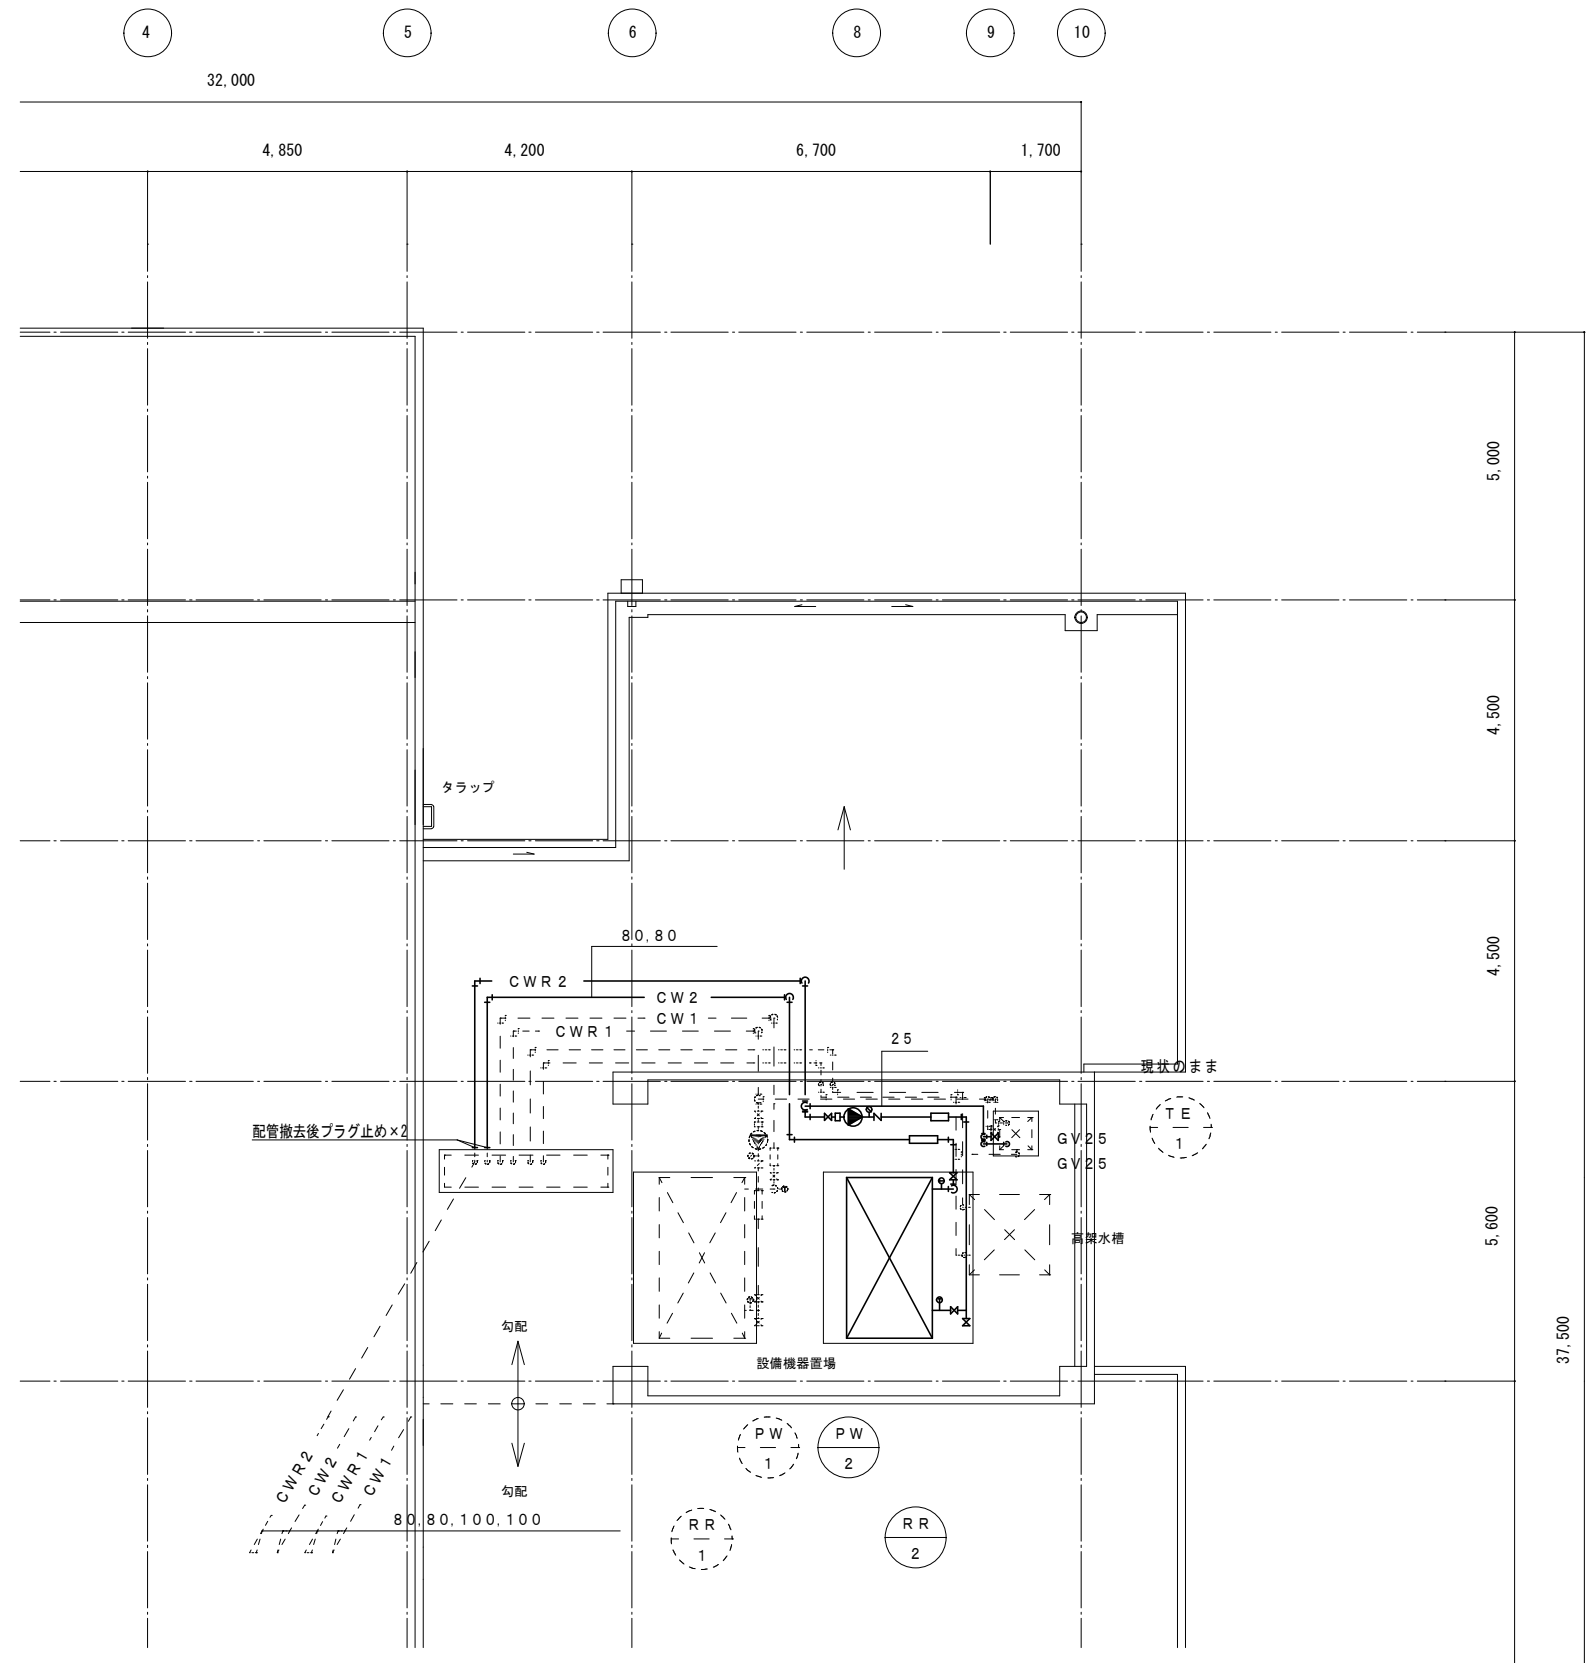 4
5
6
8
9
10
32,000
4,850
4,200
6,700
1,700
5,000
4,500
タラップ
4,500
80,80
CWR2
CW2
CW1
CWR1
25
現状のまま
TE
1
配管撤去後プラグ止め×2
GV25
GV25
高架水槽
5,600
37,500
勾配
設備機器置場
PW
1
PW
2
CWR2
CW2
CWR1
CW1
勾配
80,80,100,100
RR
1
RR
2